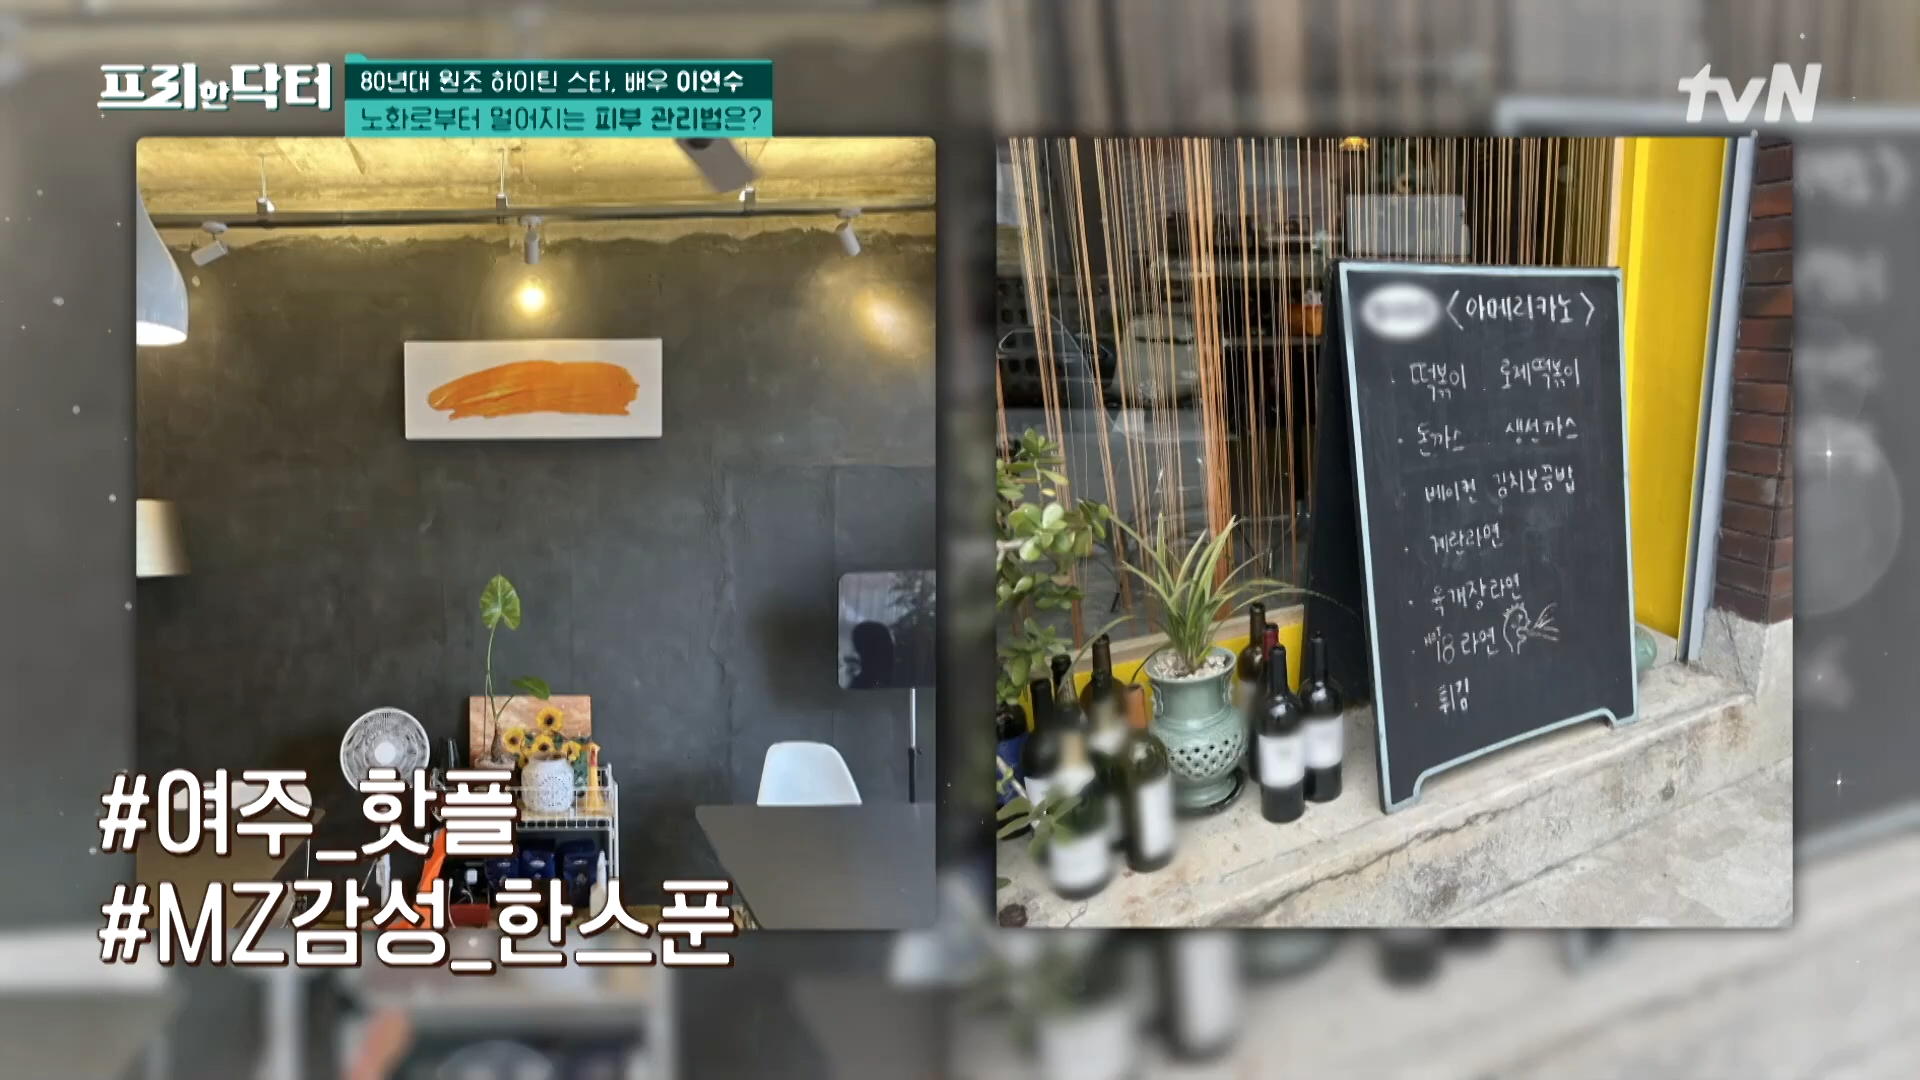 프리한닥터
80년대 원조 하이틴 스타, 배우 이연수
노화로부터 멀어지는 피부 관리법은?
tvN
<아메리카노>
· 떡볶이 · 로제떡볶이
· 돈까스 · 생선까스
베이컨 김치보끔밥
· 계란라면
· 육개장라면
· HOT 18라면
· 튀김
#여주_핫플
#MZ감성_한스푼